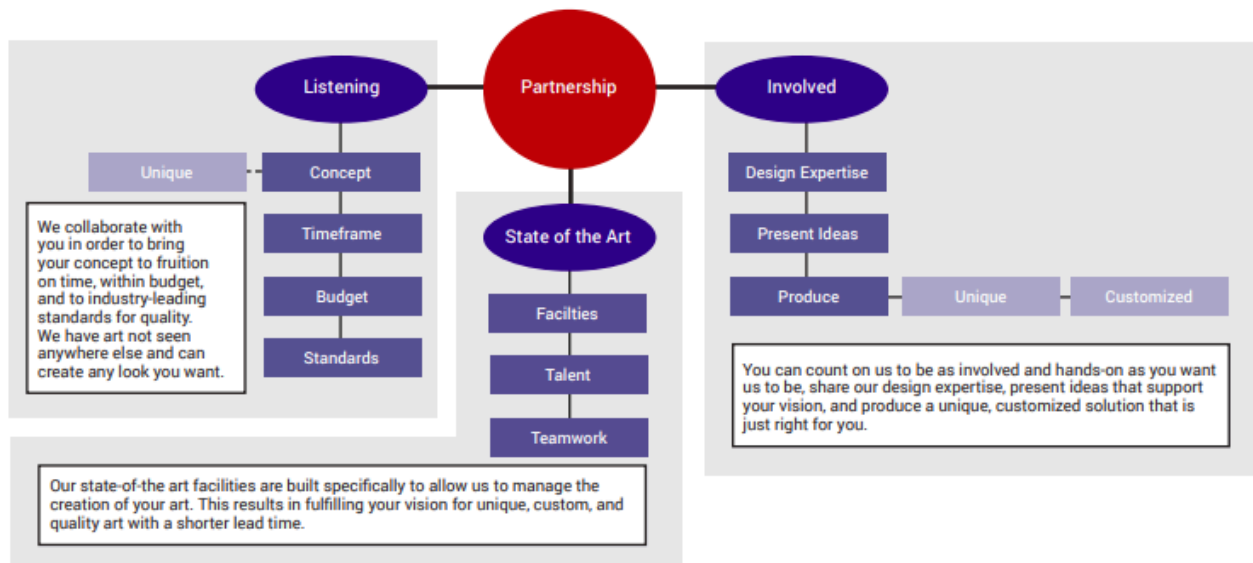 Partnership
Listening
Unique
Concept
Timeframe
Budget
Standards
We collaborate with
you in order to bring
your concept to fruition
on time, within budget,
and to industry-leading
standards for quality.
We have art not seen
anywhere else and can
create any look you want.
State of the Art
Facilties
Talent
Teamwork
Our state-of-the art facilities are built specifically to allow us to manage the
creation of your art. This results in fulfilling your vision for unique, custom, and
quality art with a shorter lead time.
Involved
Design Expertise
Present Ideas
Produce
Unique
Customized
You can count on us to be as involved and hands-on as you want
us to be, share our design expertise, present ideas that support
your vision, and produce a unique, customized solution that is
just right for you.